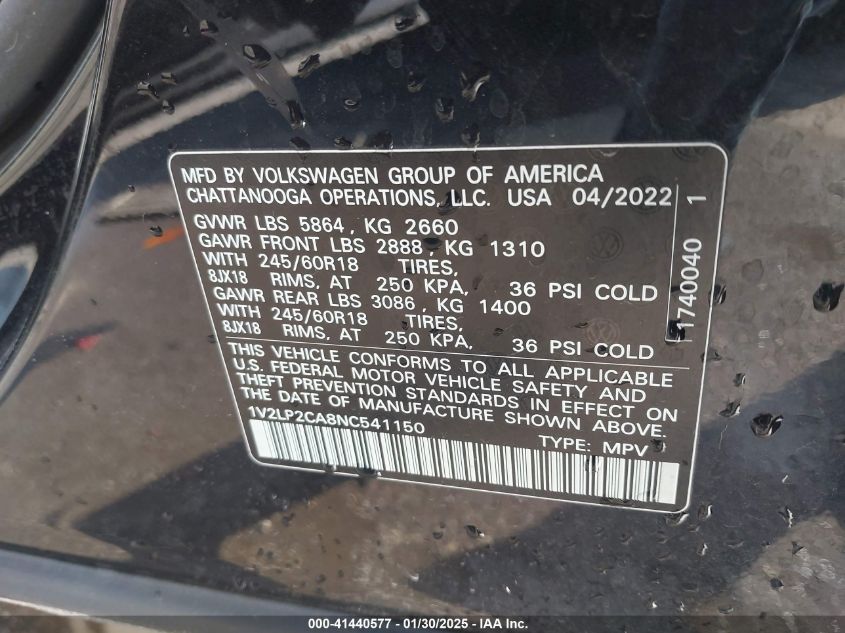 MFD BY VOLKSWAGEN GROUP OF AMERICA
CHATTANOOGA OPERATIONS, LLC. USA 04/2022
GVWR LBS 5864, KG 2660
GAWR FRONT LBS 2888, KG 1310
WITH 245/60R18 TIRES,
8JX18 RIMS, AT 250 KPA, 36 PSI COLD
GAWR REAR LBS 3086, KG 1400
WITH 245/60R18 TIRES,
8JX18 RIMS, AT 250 KPA, 36 PSI COLD
THIS VEHICLE CONFORMS TO ALL APPLICABLE
U.S. FEDERAL MOTOR VEHICLE SAFETY AND
THEFT PREVENTION STANDARDS IN EFFECT ON
THE DATE OF MANUFACTURE SHOWN ABOVE.
1V2LP2CA8NC541150 TYPE: MPV
1740040 1
000-41440577 - 01/30/2025 - IAA Inc.